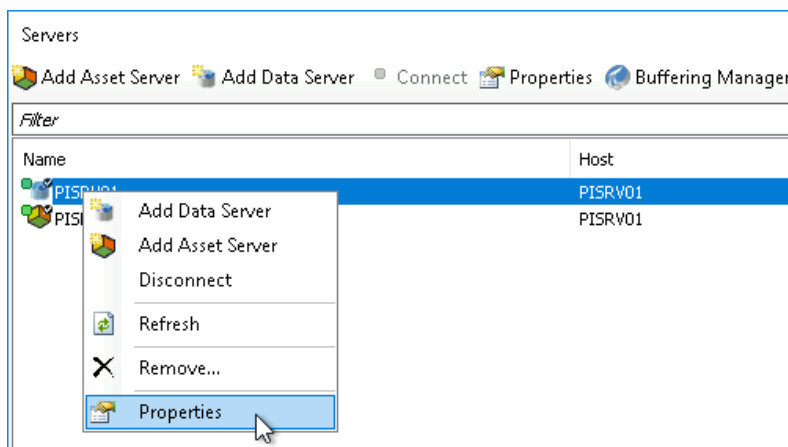 Servers
Add Asset Server Add Data Server Connect Properties Buffering Manager
Filter
Name Host
PISRV01 PISRV01
PISRV01
Add Data Server
Add Asset Server
Disconnect
Refresh
Remove...
Properties